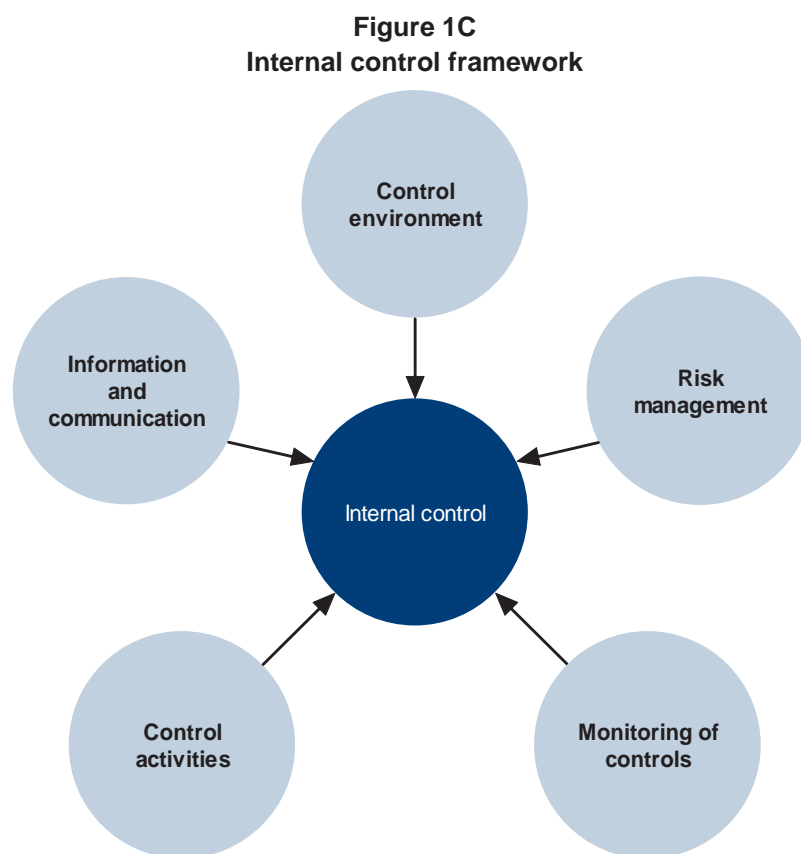 Figure 1C
Internal control framework
Control
environment
Information
and
communication
Risk
management
Internal control
Control
activities
Monitoring of
controls